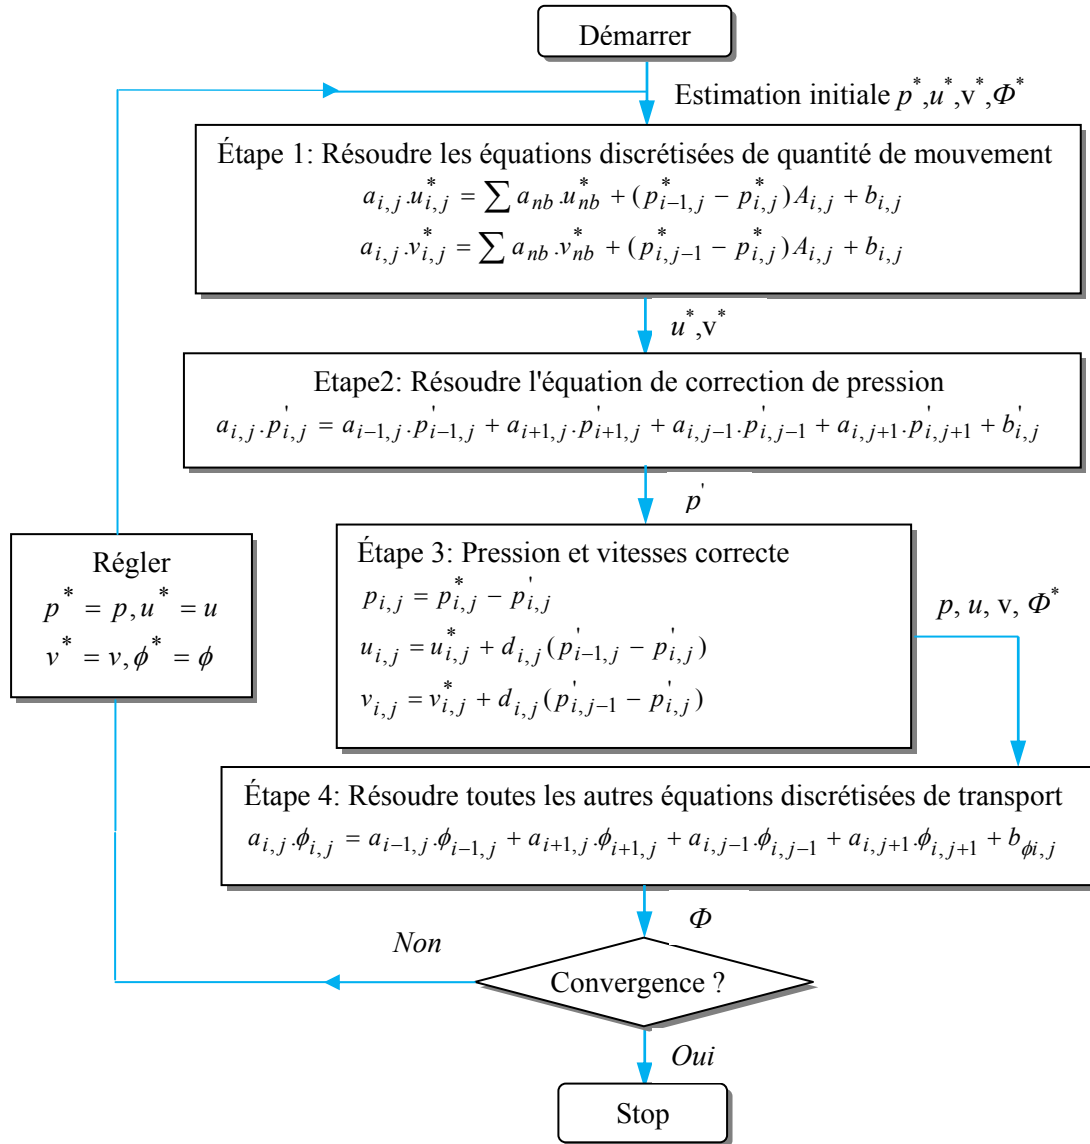 Démarrer
Estimation initiale p*,u*,v*,Φ*
Étape 1: Résoudre les équations discrétisées de quantité de mouvement
a_{i,j}.u*_{i,j} = ∑ a_{nb}.u*_{nb} + (p*_{i−1,j} − p*_{i,j})A_{i,j} + b_{i,j}
a_{i,j}.v*_{i,j} = ∑ a_{nb}.v*_{nb} + (p*_{i,j−1} − p*_{i,j})A_{i,j} + b_{i,j}
u*,v*
Etape2: Résoudre l'équation de correction de pression
a_{i,j}.p'_{i,j} = a_{i−1,j}.p'_{i−1,j} + a_{i+1,j}.p'_{i+1,j} + a_{i,j−1}.p'_{i,j−1} + a_{i,j+1}.p'_{i,j+1} + b'_{i,j}
p'
Étape 3: Pression et vitesses correcte
p_{i,j} = p*_{i,j} − p'_{i,j}
u_{i,j} = u*_{i,j} + d_{i,j}(p'_{i−1,j} − p'_{i,j})
v_{i,j} = v*_{i,j} + d_{i,j}(p'_{i,j−1} − p'_{i,j})
p, u, v, Φ*
Régler
p* = p, u* = u
v* = v, ϕ* = ϕ
Étape 4: Résoudre toutes les autres équations discrétisées de transport
a_{i,j}.ϕ_{i,j} = a_{i−1,j}.ϕ_{i−1,j} + a_{i+1,j}.ϕ_{i+1,j} + a_{i,j−1}.ϕ_{i,j−1} + a_{i,j+1}.ϕ_{i,j+1} + b_{ϕi,j}
Φ
Non
Convergence ?
Oui
Stop